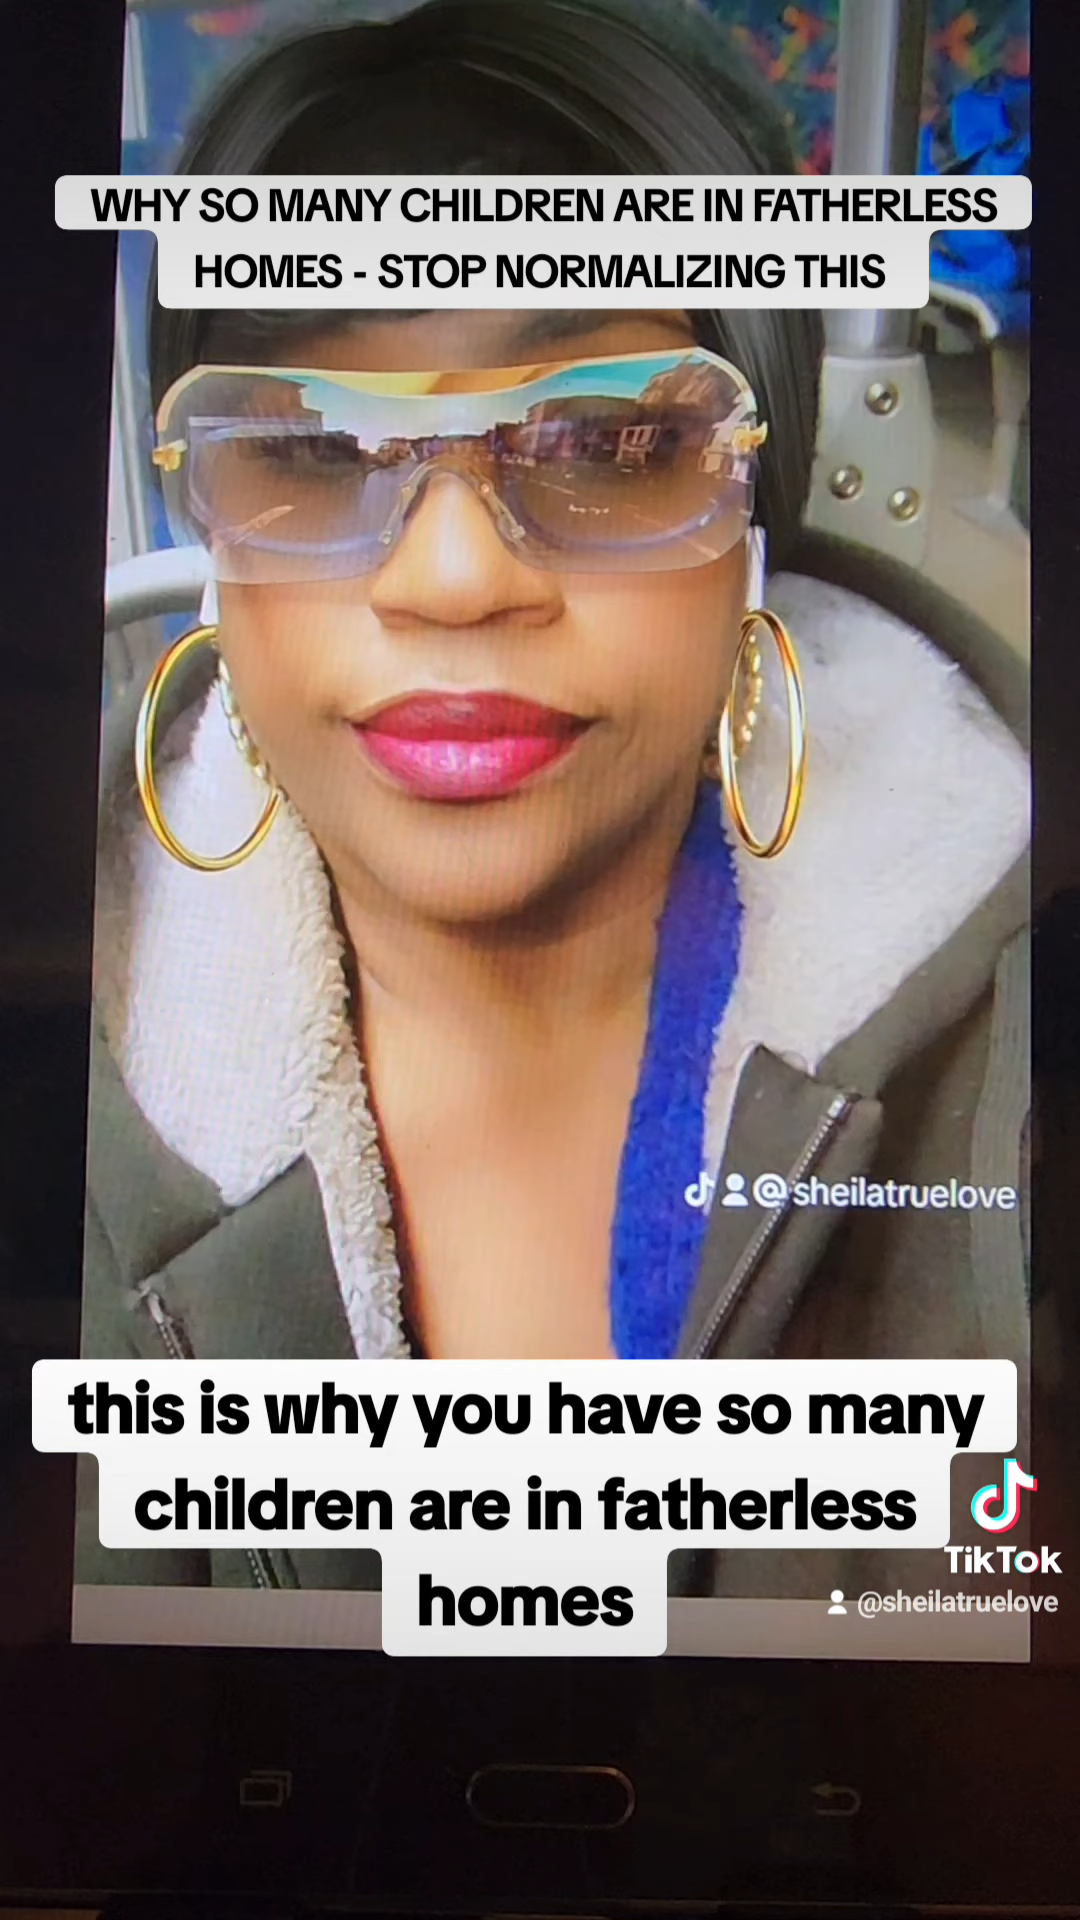 WHY SO MANY CHILDREN ARE IN FATHERLESS
HOMES - STOP NORMALIZING THIS
@sheilatruelove
this is why you have so many
children are in fatherless
homes
TikTok
@sheilatruelove